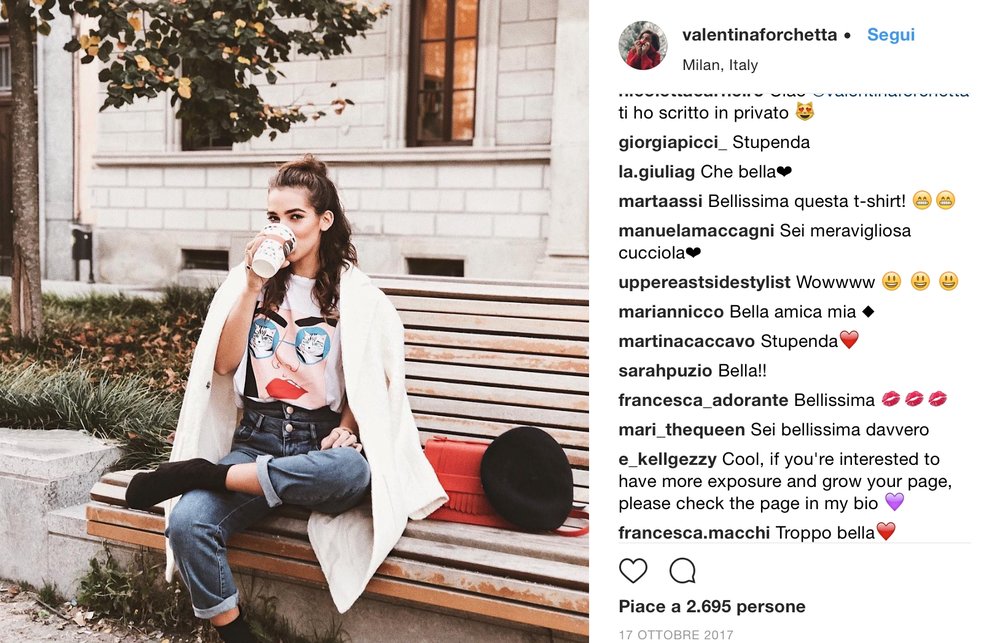 valentinaforchetta • Segui
Milan, Italy
ti ho scritto in privato 😻
giorgiapicci_ Stupenda
la.giuliag Che bella❤
martaassi Bellissima questa t-shirt! 😁😁
manuelamaccagni Sei meravigliosa
cucciola❤
uppereastsidestylist Wowwww 😃 😃 😃
mariannicco Bella amica mia ◆
martinacaccavo Stupenda❤️
sarahpuzio Bella!!
francesca_adorante Bellissima 💋💋💋
mari_thequeen Sei bellissima davvero
e_kellgezzy Cool, if you're interested to
have more exposure and grow your page,
please check the page in my bio 💜
francesca.macchi Troppo bella❤️
Piace a 2.695 persone
17 OTTOBRE 2017